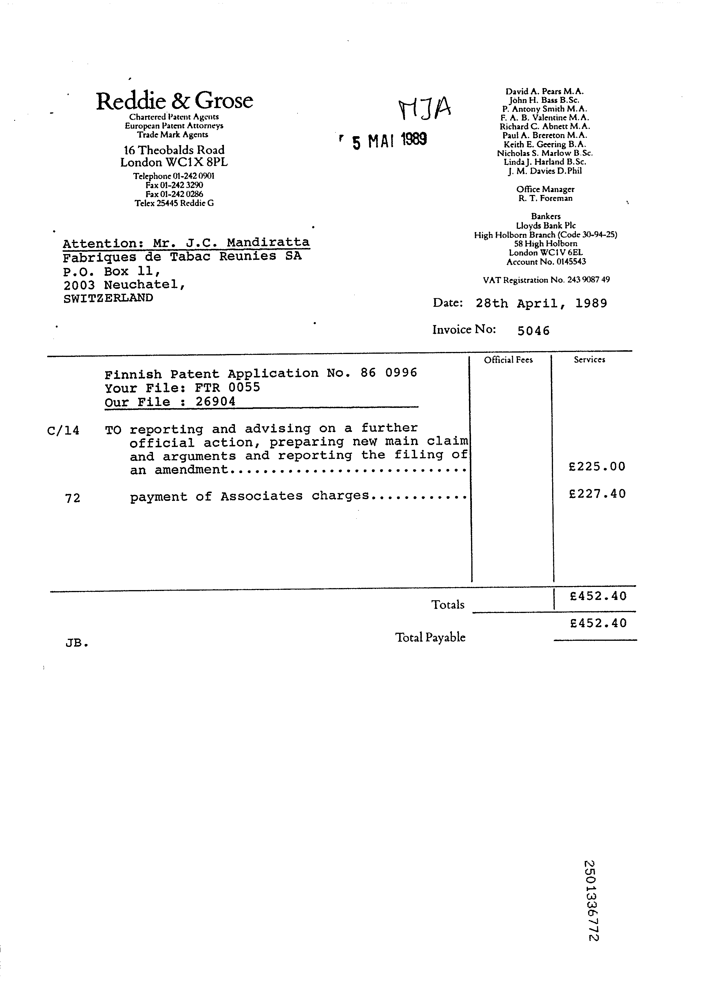 Reddie & Grose
Chartered Patent Agents
European Patent Attorneys
Trade Mark Agents
16 Theobalds Road
London WC1X 8PL
Telephone 01-242 0901
Fax 01-242 3290
Fax 01-242 0286
Telex 25445 Reddie G
MJA
5 MAI 1989
David A. Pears M.A.
John H. Bass B.Sc.
P. Antony Smith M.A.
F. A. B. Valentine M.A.
Richard C. Abnett M.A.
Paul A. Brereton M.A.
Keith E. Geering B.A.
Nicholas S. Marlow B.Sc.
Linda J. Harland B.Sc.
J. M. Davies D.Phil
Office Manager
R. T. Foreman
Bankers
Lloyds Bank Plc
High Holborn Branch (Code 30-94-25)
58 High Holborn
London WC1V 6EL
Account No. 0145543
VAT Registration No. 243 9087 49
Attention: Mr. J.C. Mandiratta
Fabriques de Tabac Reunies SA
P.O. Box 11,
2003 Neuchatel,
SWITZERLAND
Date: 28th April, 1989
Invoice No: 5046
Official Fees Services
Finnish Patent Application No. 86 0996
Your File: FTR 0055
Our File : 26904
C/14 TO reporting and advising on a further
official action, preparing new main claim
and arguments and reporting the filing of
an amendment............................. £225.00
72 payment of Associates charges............ £227.40
Totals £452.40
Total Payable £452.40
JB.
2501336772